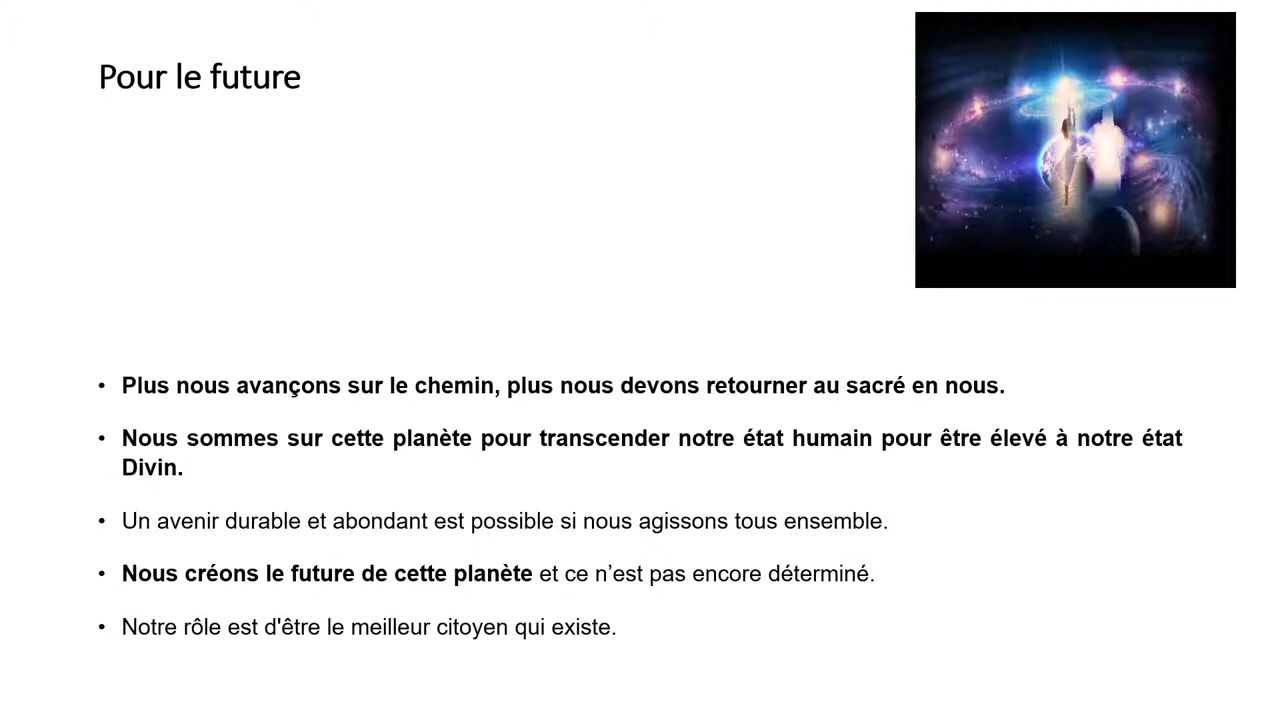 Pour le future
• Plus nous avançons sur le chemin, plus nous devons retourner au sacré en nous.
• Nous sommes sur cette planète pour transcender notre état humain pour être élevé à notre état
Divin.
• Un avenir durable et abondant est possible si nous agissons tous ensemble.
• Nous créons le future de cette planète et ce n’est pas encore déterminé.
• Notre rôle est d'être le meilleur citoyen qui existe.